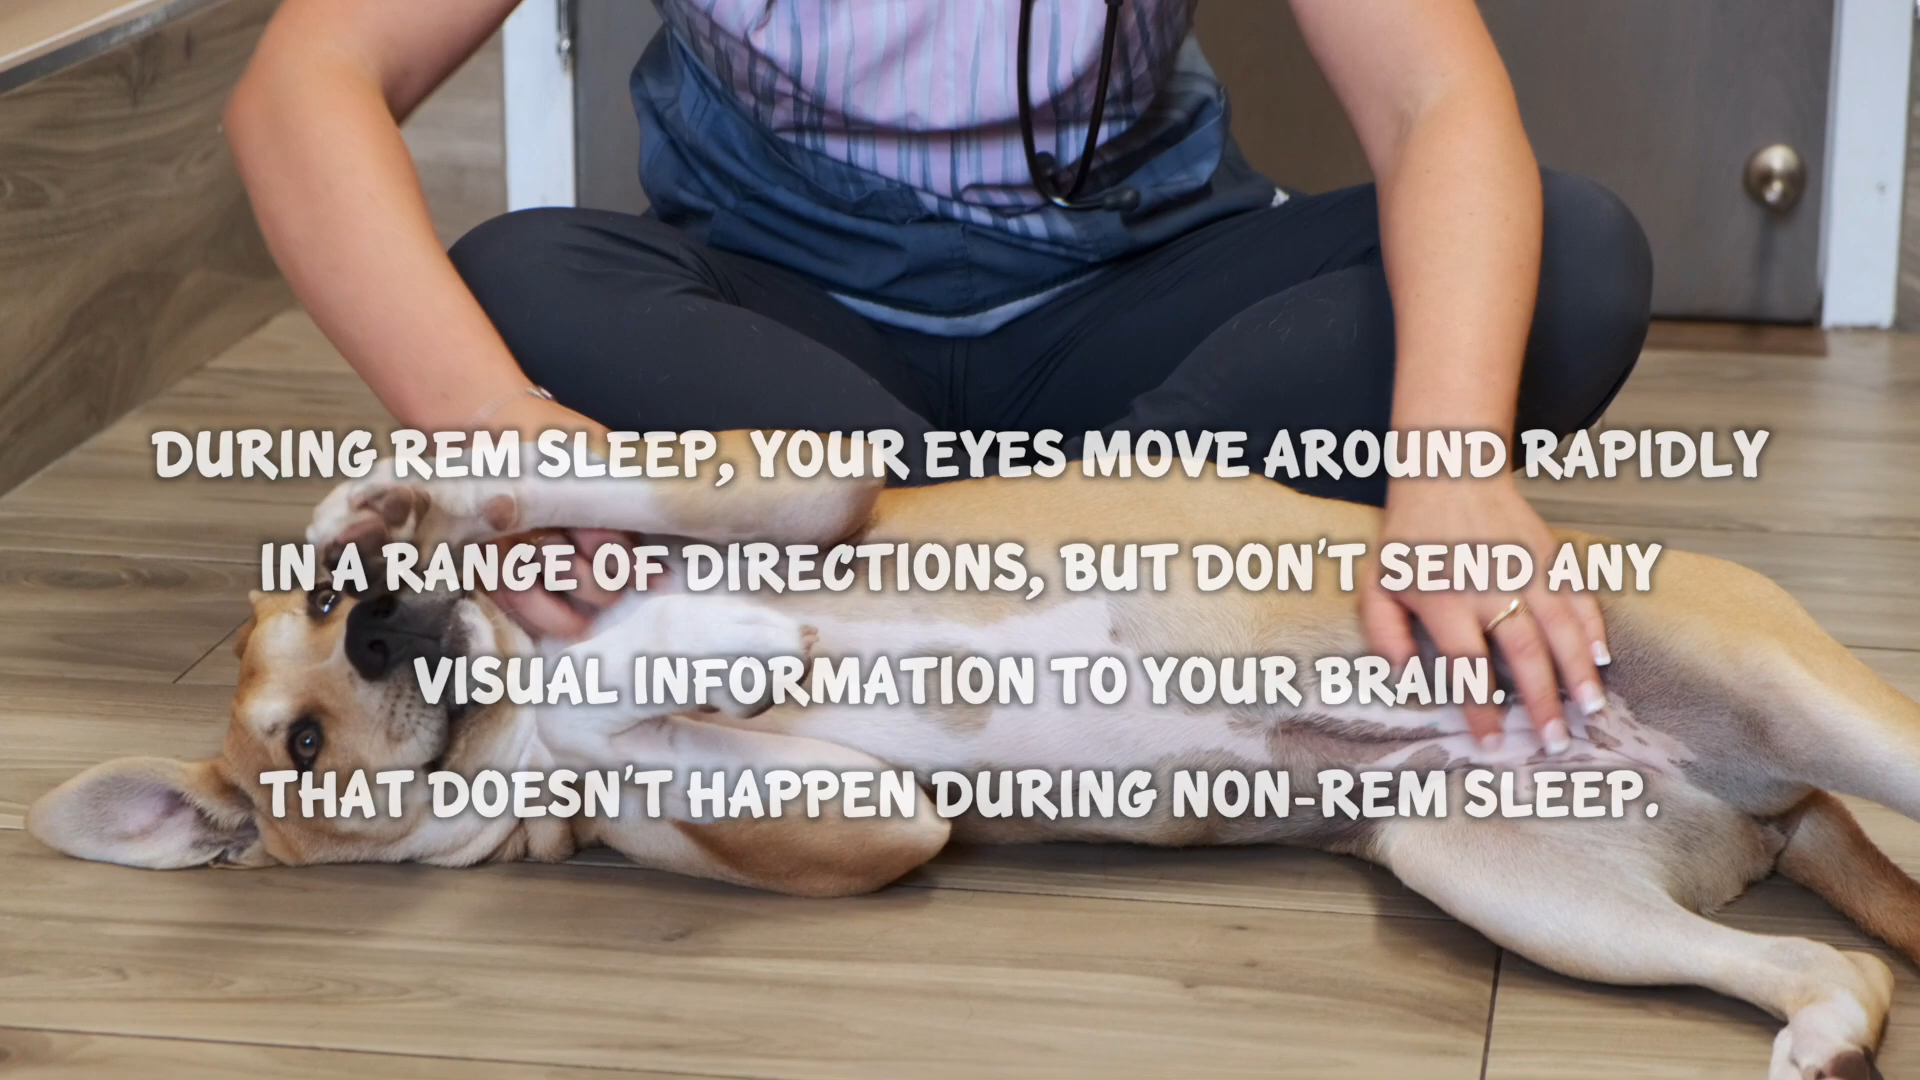 DURING REM SLEEP, YOUR EYES MOVE AROUND RAPIDLY
IN A RANGE OF DIRECTIONS, BUT DON'T SEND ANY
VISUAL INFORMATION TO YOUR BRAIN.
THAT DOESN'T HAPPEN DURING NON-REM SLEEP.